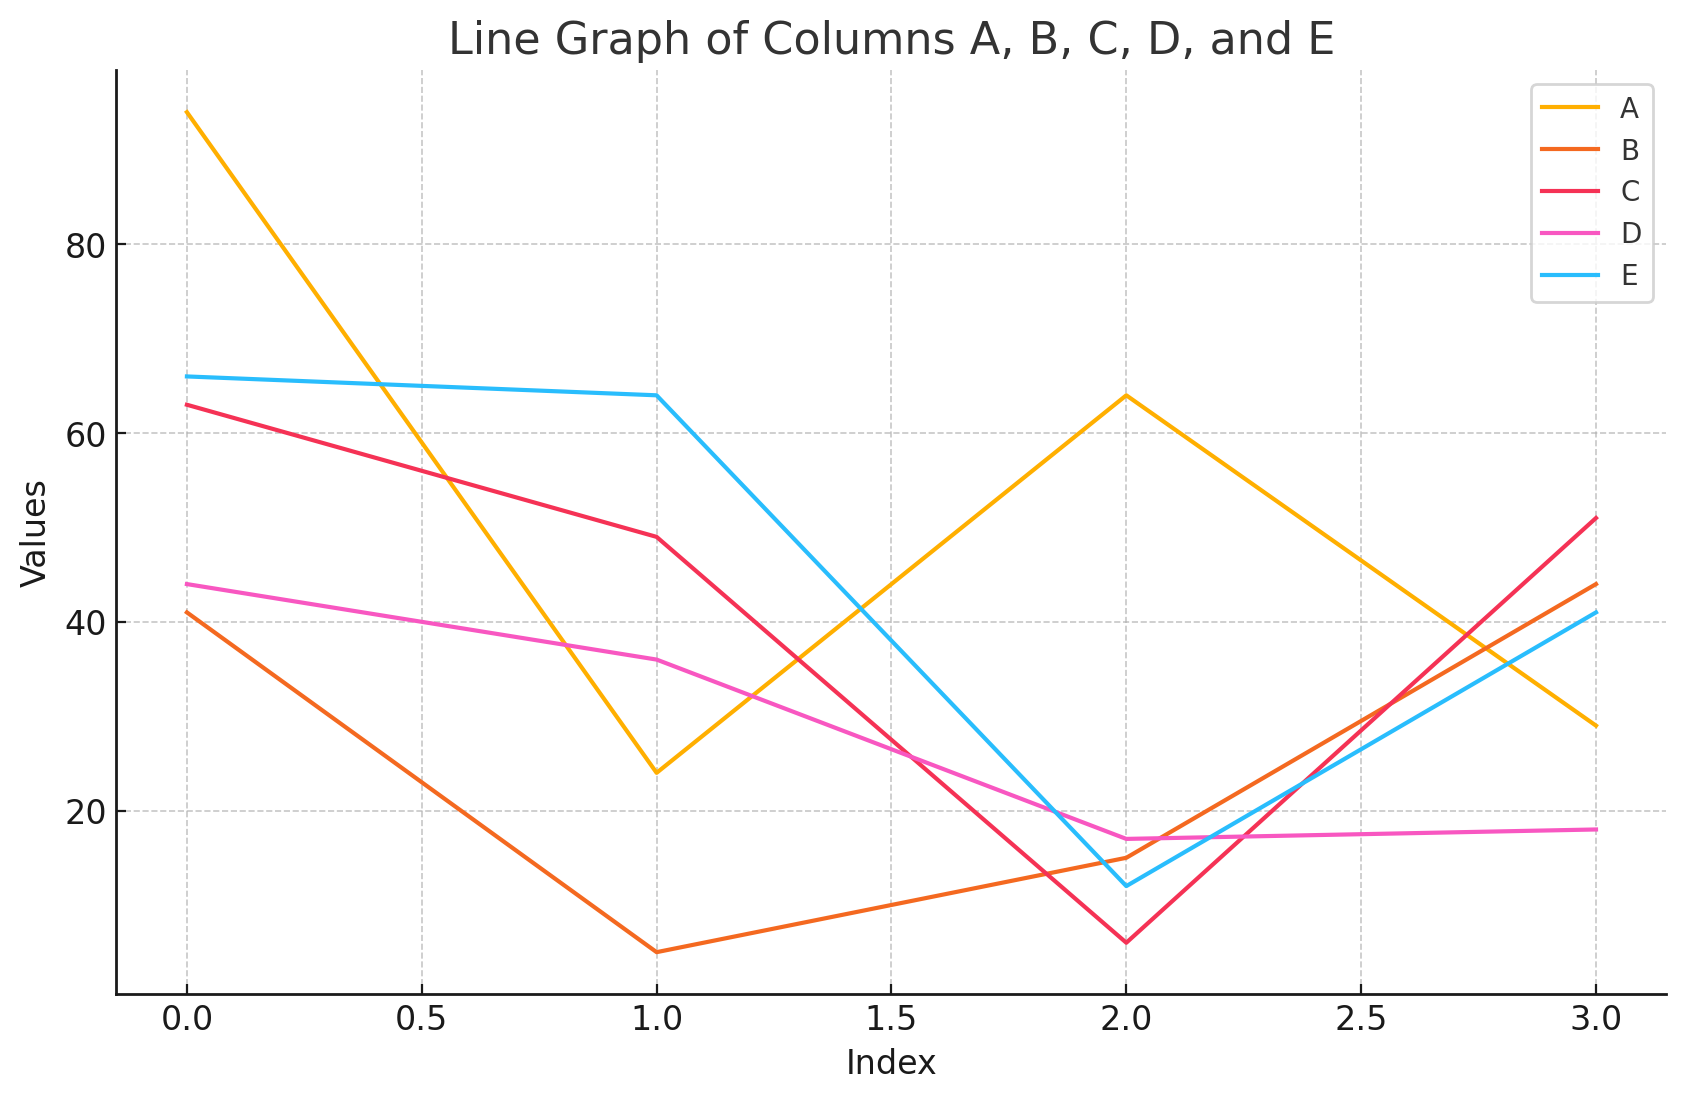 Line Graph of Columns A, B, C, D, and E
A
B
C
D
E
80
60
40
20
Values
0.0 0.5 1.0 1.5 2.0 2.5 3.0
Index